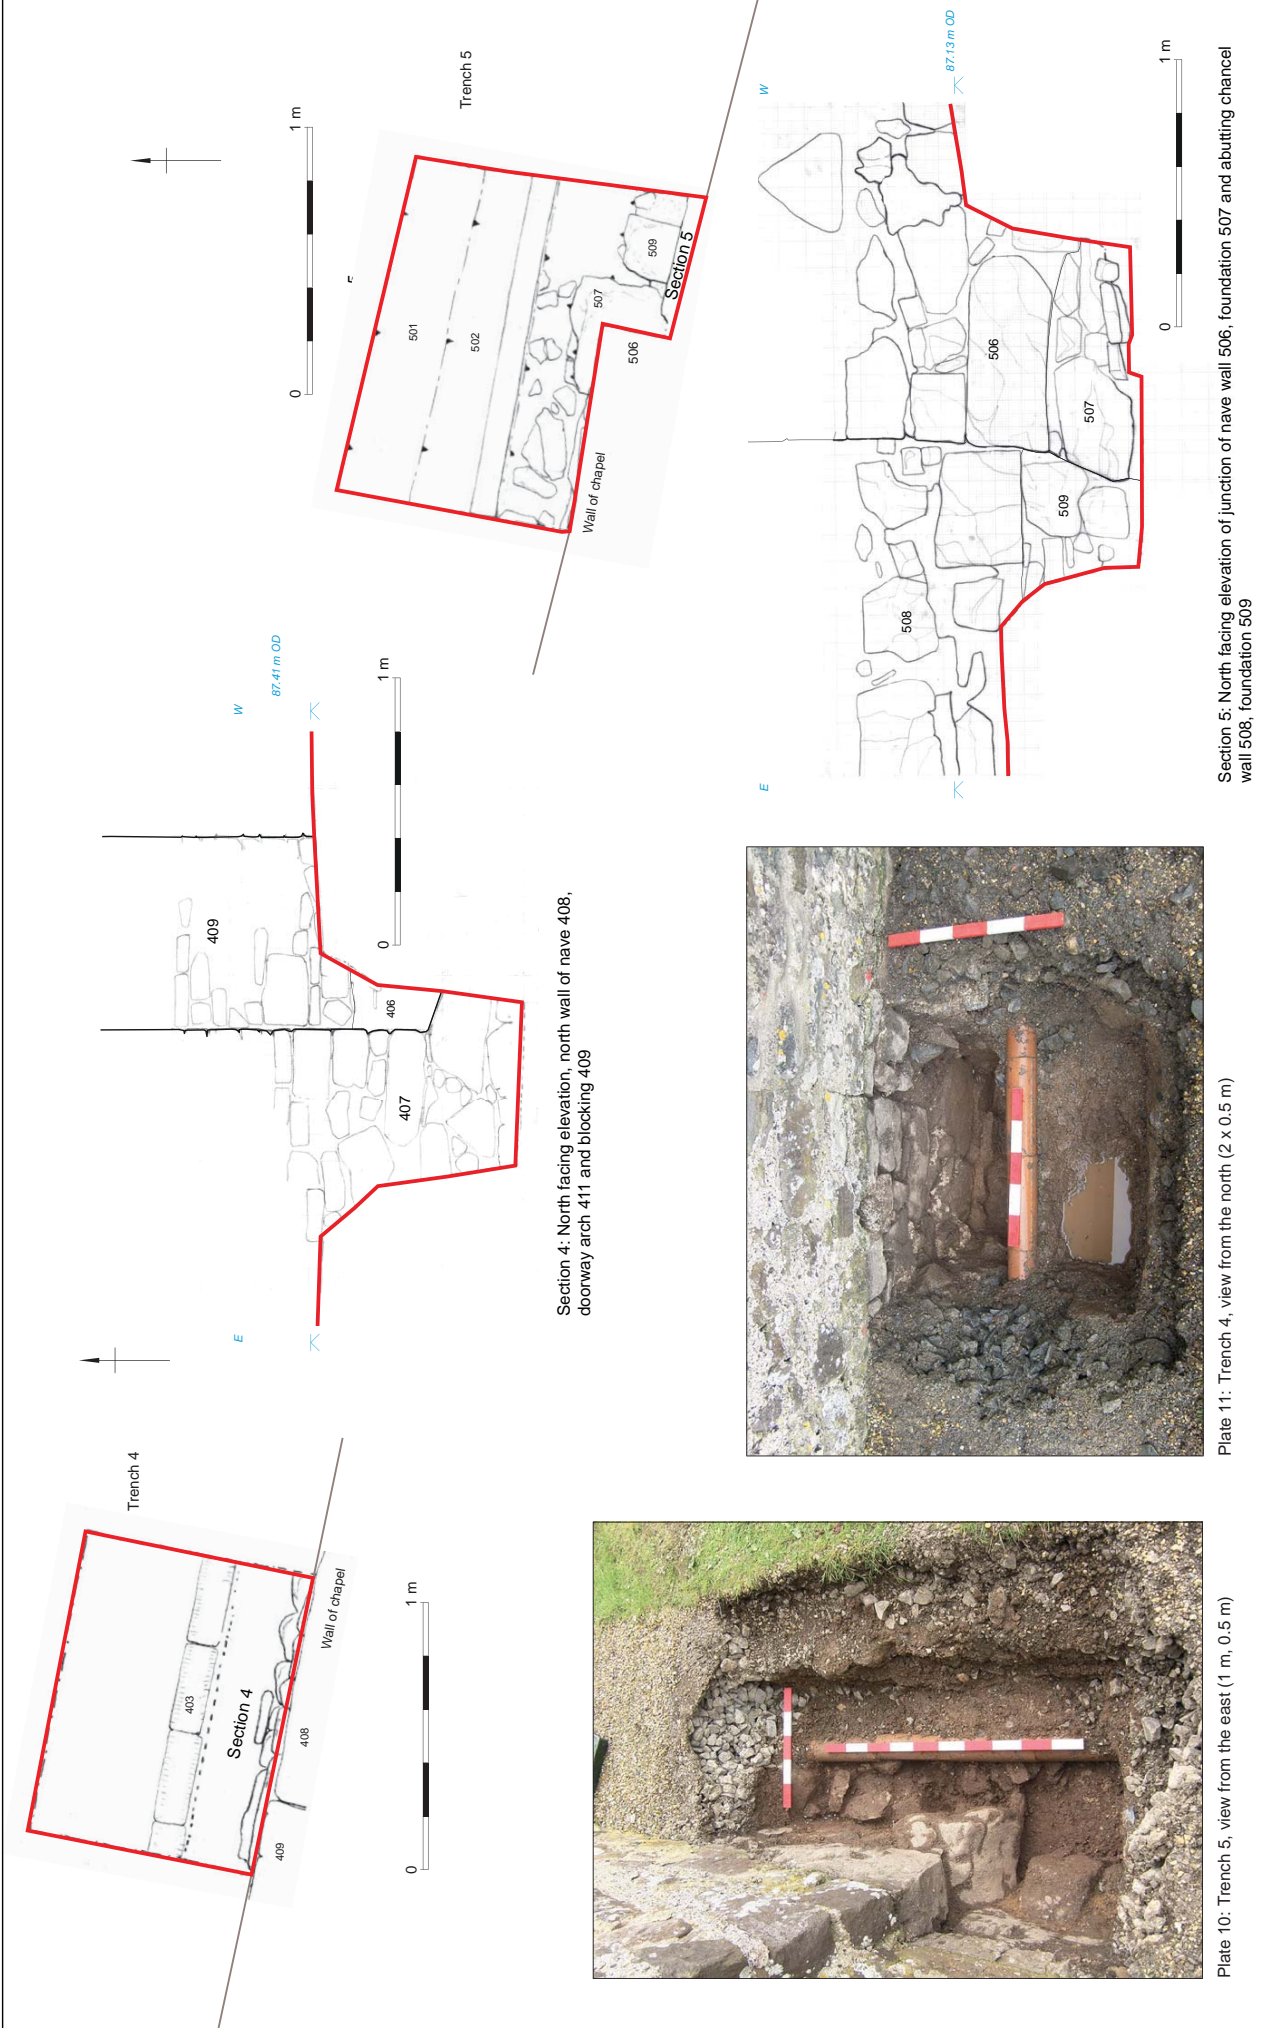 Trench 4
403
Section 4
408
409
Wall of chapel
0
1 m
E
W
87.41 m OD
409
406
407
0
1 m
Section 4: North facing elevation, north wall of nave 408,
doorway arch 411 and blocking 409
Trench 5
0
1 m
501
502
507
509
506
Section 5
Wall of chapel
E
W
87.13 m OD
506
507
508
509
0
1 m
Section 5: North facing elevation of junction of nave wall 506, foundation 507 and abutting chancel
wall 508, foundation 509
Plate 10: Trench 5, view from the east (1 m, 0.5 m)
Plate 11: Trench 4, view from the north (2 x 0.5 m)